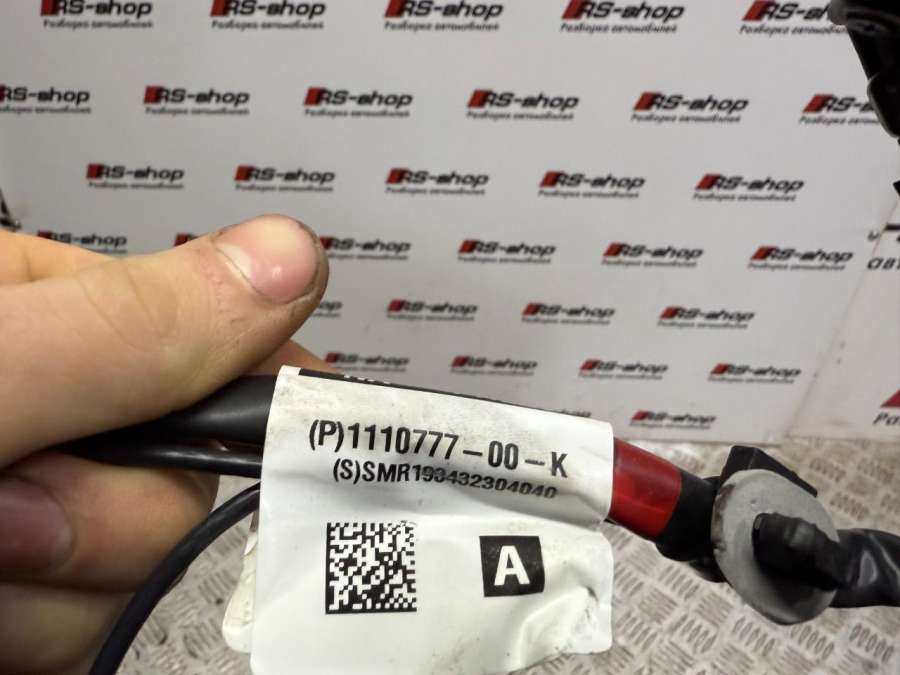 RS-shop
Разборка автомобилей
(P)1110777-00-K
(S)SMR193432304040
A